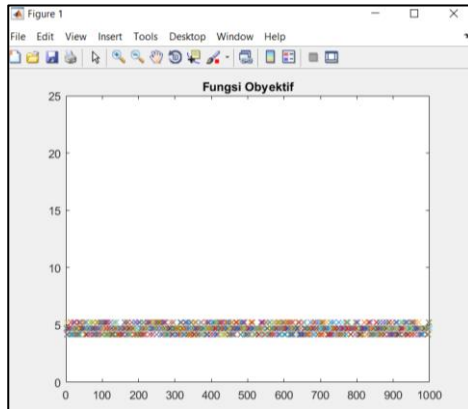 Figure 1
File Edit View Insert Tools Desktop Window Help
Fungsi Obyektif
25
20
15
10
5
0
0 100 200 300 400 500 600 700 800 900 1000